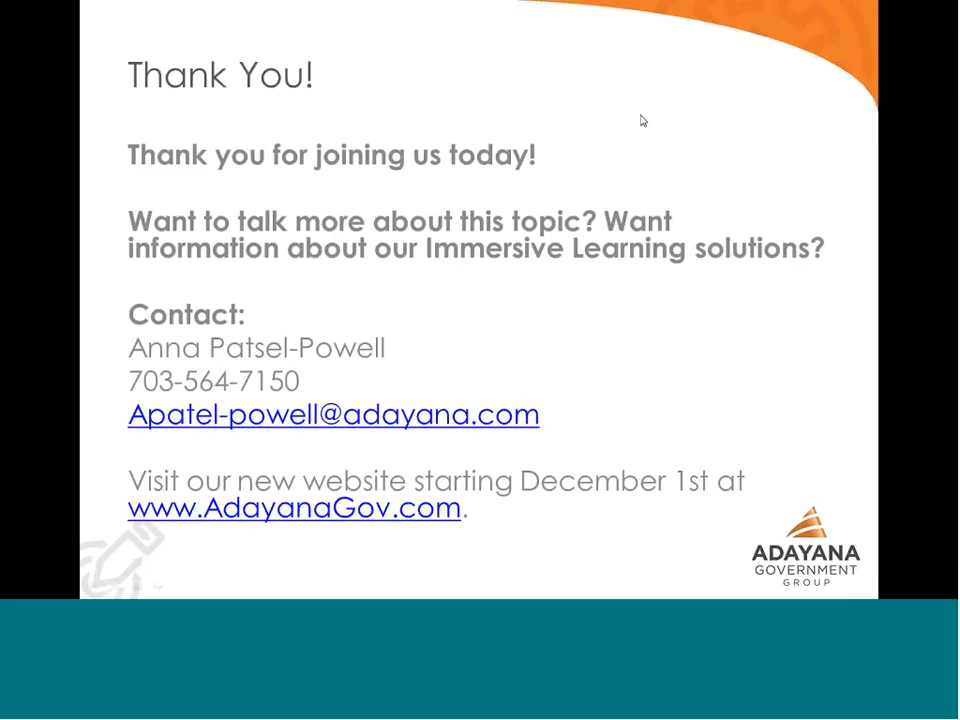 Thank You!
Thank you for joining us today!
Want to talk more about this topic? Want
information about our Immersive Learning solutions?
Contact:
Anna Patsel-Powell
703-564-7150
Apatel-powell@adayana.com
Visit our new website starting December 1st at
www.AdayanaGov.com.
ADAYANA
GOVERNMENT
GROUP